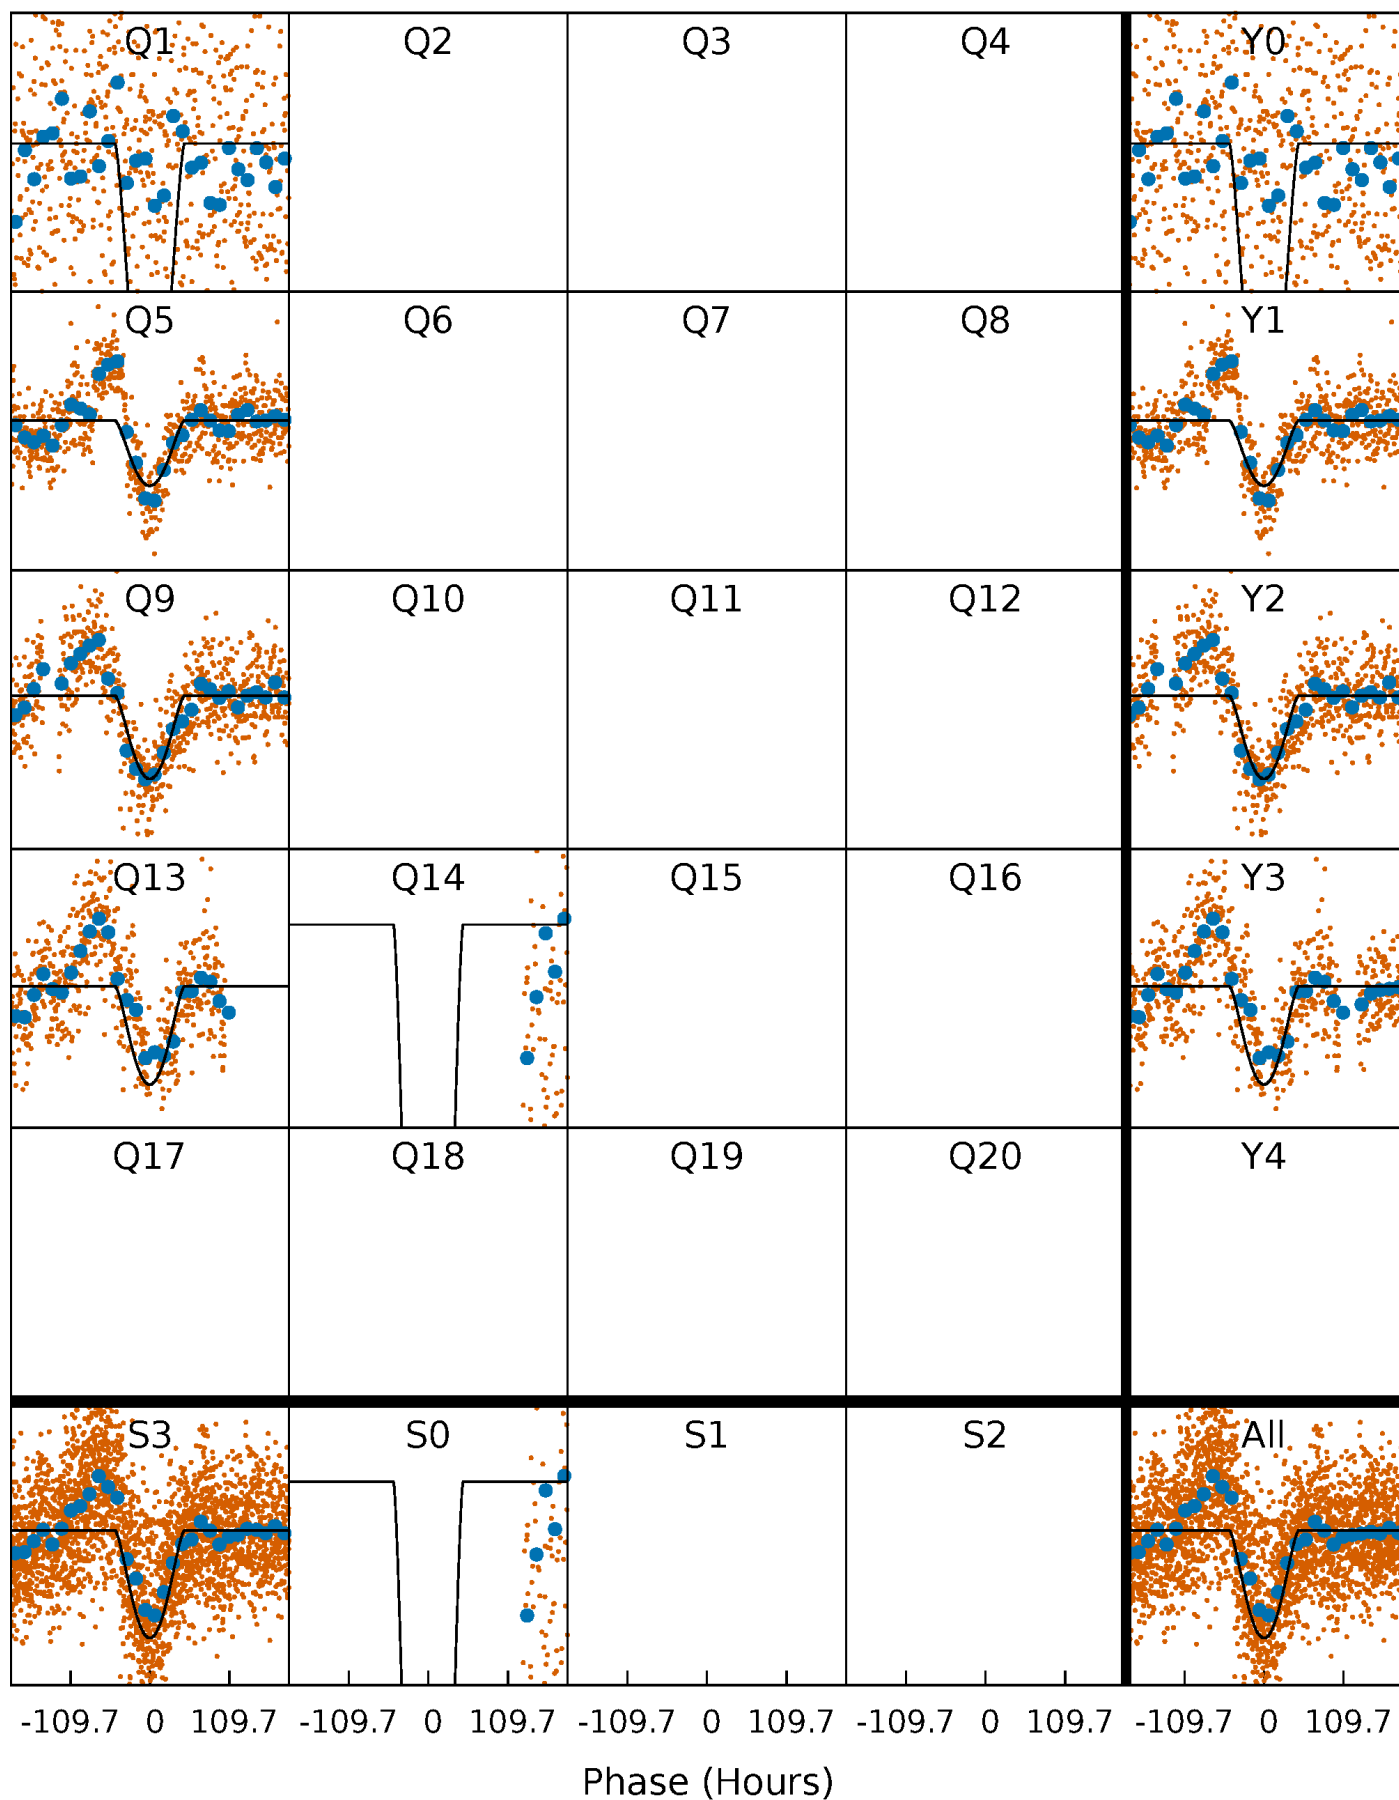 Q1 Q2 Q3 Q4 Y0
Q5 Q6 Q7 Q8 Y1
Q9 Q10 Q11 Q12 Y2
Q13 Q14 Q15 Q16 Y3
Q17 Q18 Q19 Q20 Y4
S3 S0 S1 S2 All
-109.7 0 109.7 -109.7 0 109.7 -109.7 0 109.7 -109.7 0 109.7 -109.7 0 109.7
Phase (Hours)